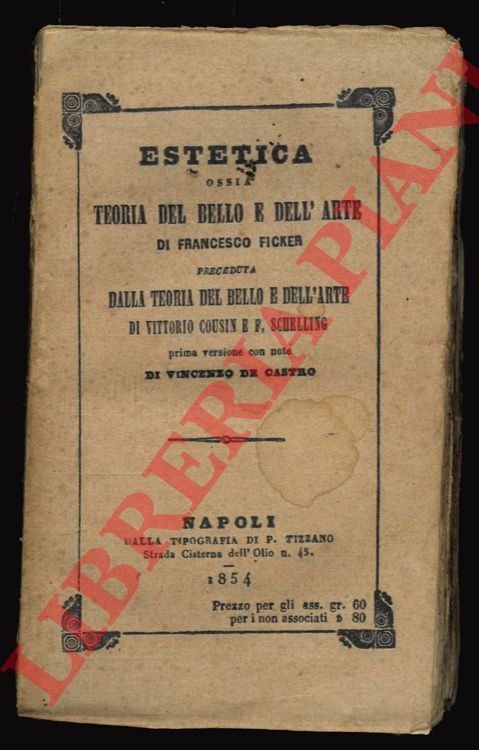 ESTETICA
OSSIA
TEORIA DEL BELLO E DELL' ARTE
DI FRANCESCO FICKER
PRECEDUTA
DALLA TEORIA DEL BELLO E DELL'ARTE
DI VITTORIO COUSIN E F. SCHELLING
prima versione con note
DI VINCENZO DE CASTRO
NAPOLI
DALLA TIPOGRAFIA DI P. TIZZANO
Strada Cisterna dell' Olio n. 45.
1854
Prezzo per gli ass. gr. 60
per i non associati 80
LIBRERIA PIANI